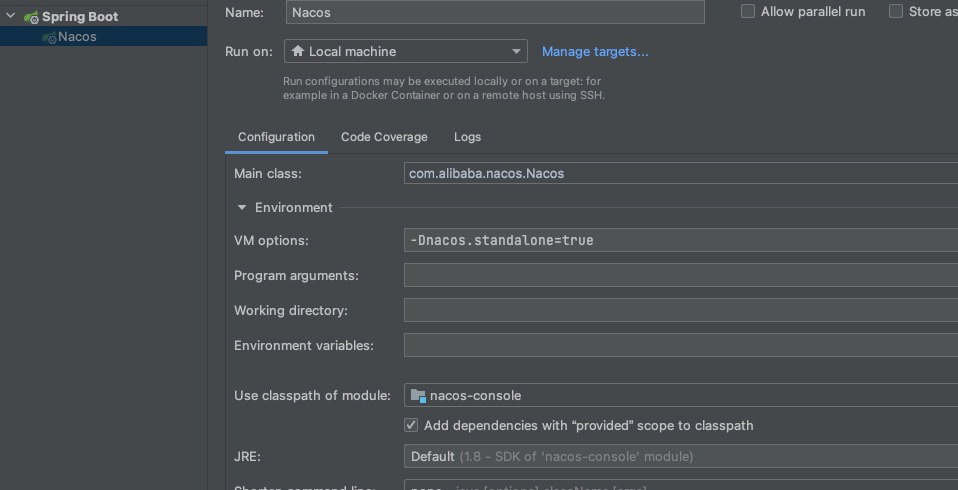 Spring Boot
Nacos
Name: Nacos
Allow parallel run
Store as
Run on: Local machine
Manage targets...
Run configurations may be executed locally or on a target: for
example in a Docker Container or on a remote host using SSH.
Configuration
Code Coverage
Logs
Main class: com.alibaba.nacos.Nacos
Environment
VM options: -Dnacos.standalone=true
Program arguments:
Working directory:
Environment variables:
Use classpath of module: nacos-console
Add dependencies with “provided” scope to classpath
JRE: Default (1.8 - SDK of 'nacos-console' module)